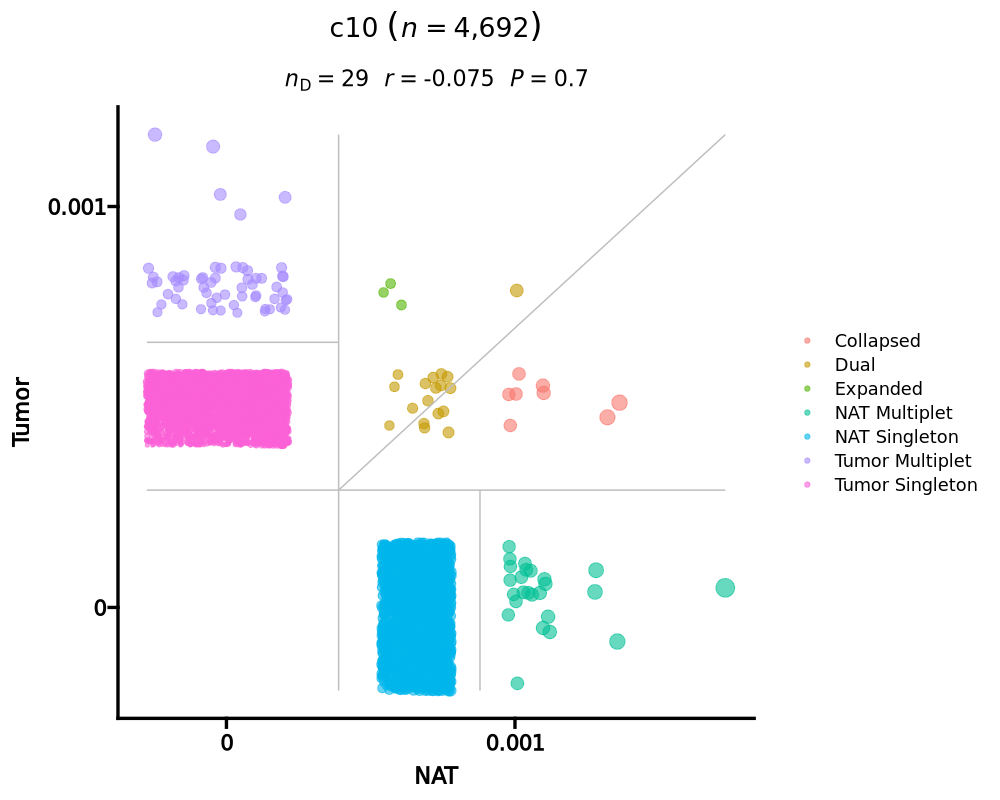 c10 (n = 4,692)
nD = 29 r = -0.075 P = 0.7
0.001
0
Tumor
0
0.001
NAT
Collapsed
Dual
Expanded
NAT Multiplet
NAT Singleton
Tumor Multiplet
Tumor Singleton